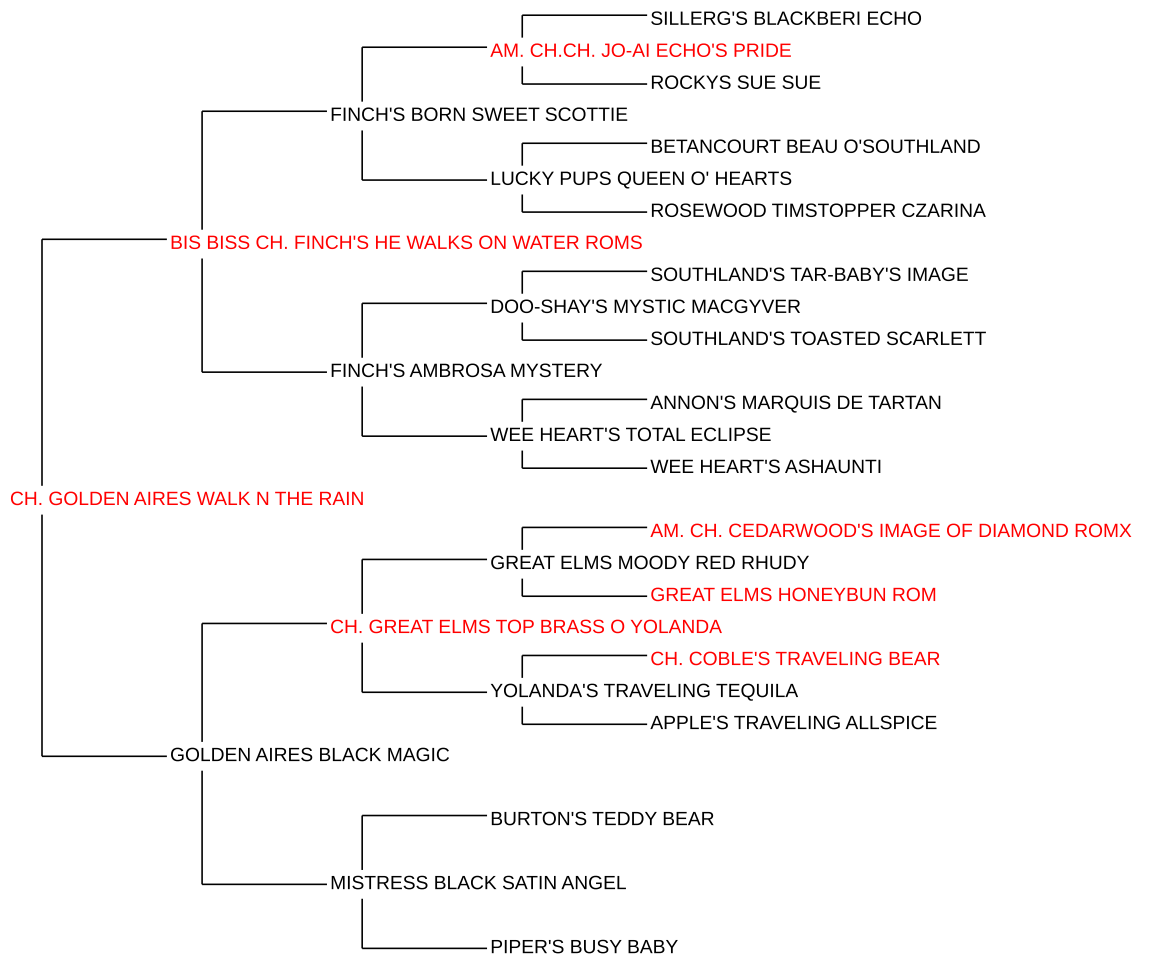 SILLERG'S BLACKBERI ECHO
AM. CH.CH. JO-AI ECHO'S PRIDE
ROCKYS SUE SUE
FINCH'S BORN SWEET SCOTTIE
BETANCOURT BEAU O'SOUTHLAND
LUCKY PUPS QUEEN O' HEARTS
ROSEWOOD TIMSTOPPER CZARINA
BIS BISS CH. FINCH'S HE WALKS ON WATER ROMS
SOUTHLAND'S TAR-BABY'S IMAGE
DOO-SHAY'S MYSTIC MACGYVER
SOUTHLAND'S TOASTED SCARLETT
FINCH'S AMBROSA MYSTERY
ANNON'S MARQUIS DE TARTAN
WEE HEART'S TOTAL ECLIPSE
WEE HEART'S ASHAUNTI
CH. GOLDEN AIRES WALK N THE RAIN
AM. CH. CEDARWOOD'S IMAGE OF DIAMOND ROMX
GREAT ELMS MOODY RED RHUDY
GREAT ELMS HONEYBUN ROM
CH. GREAT ELMS TOP BRASS O YOLANDA
CH. COBLE'S TRAVELING BEAR
YOLANDA'S TRAVELING TEQUILA
APPLE'S TRAVELING ALLSPICE
GOLDEN AIRES BLACK MAGIC
BURTON'S TEDDY BEAR
MISTRESS BLACK SATIN ANGEL
PIPER'S BUSY BABY